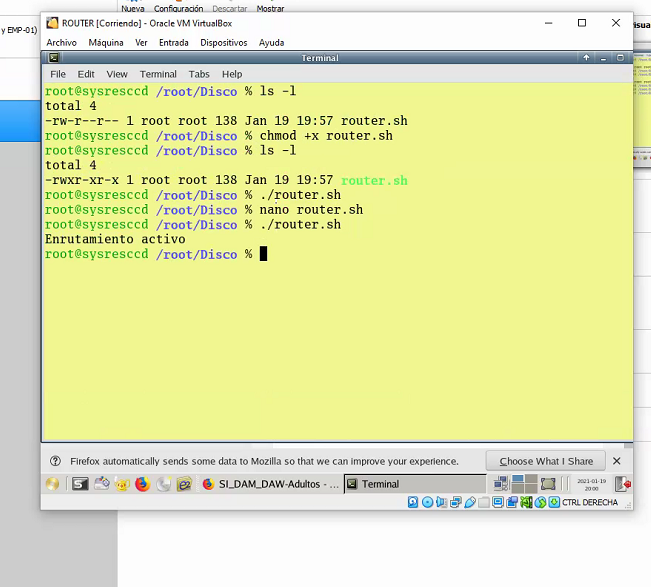 Nueva Configuración Descartar Mostrar
y EMP-01)
ROUTER [Corriendo] - Oracle VM VirtualBox
Archivo Máquina Ver Entrada Dispositivos Ayuda
Terminal
File Edit View Terminal Tabs Help
root@sysresccd /root/Disco % ls -l
total 4
-rw-r--r-- 1 root root 138 Jan 19 19:57 router.sh
root@sysresccd /root/Disco % chmod +x router.sh
root@sysresccd /root/Disco % ls -l
total 4
-rwxr-xr-x 1 root root 138 Jan 19 19:57 router.sh
root@sysresccd /root/Disco % ./router.sh
root@sysresccd /root/Disco % nano router.sh
root@sysresccd /root/Disco % ./router.sh
Enrutamiento activo
root@sysresccd /root/Disco %
Firefox automatically sends some data to Mozilla so that we can improve your experience. Choose What I Share
SI_DAM_DAW-Adultos - ... Terminal
2021-01-19
20:00
CTRL DERECHA